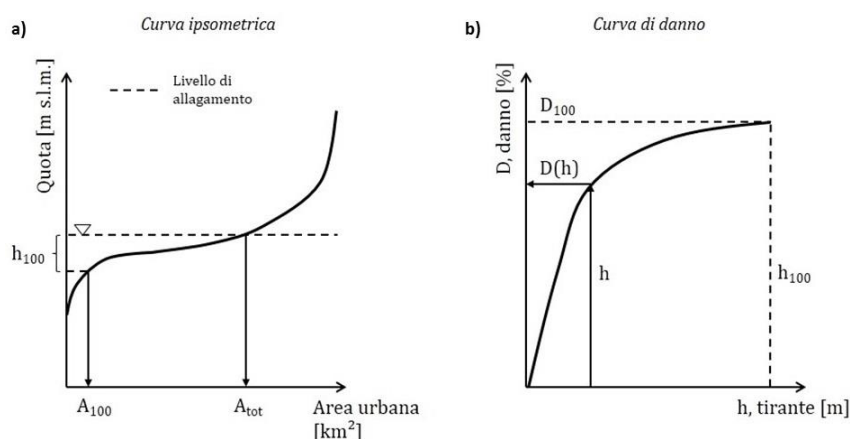 a)
Curva ipsometrica
Quota [m s.l.m.]
Livello di
allagamento
h₁₀₀
A₁₀₀
Aₜₒₜ
Area urbana
[km²]
b)
Curva di danno
D, danno [%]
D₁₀₀
D(h)
h
h₁₀₀
h, tirante [m]